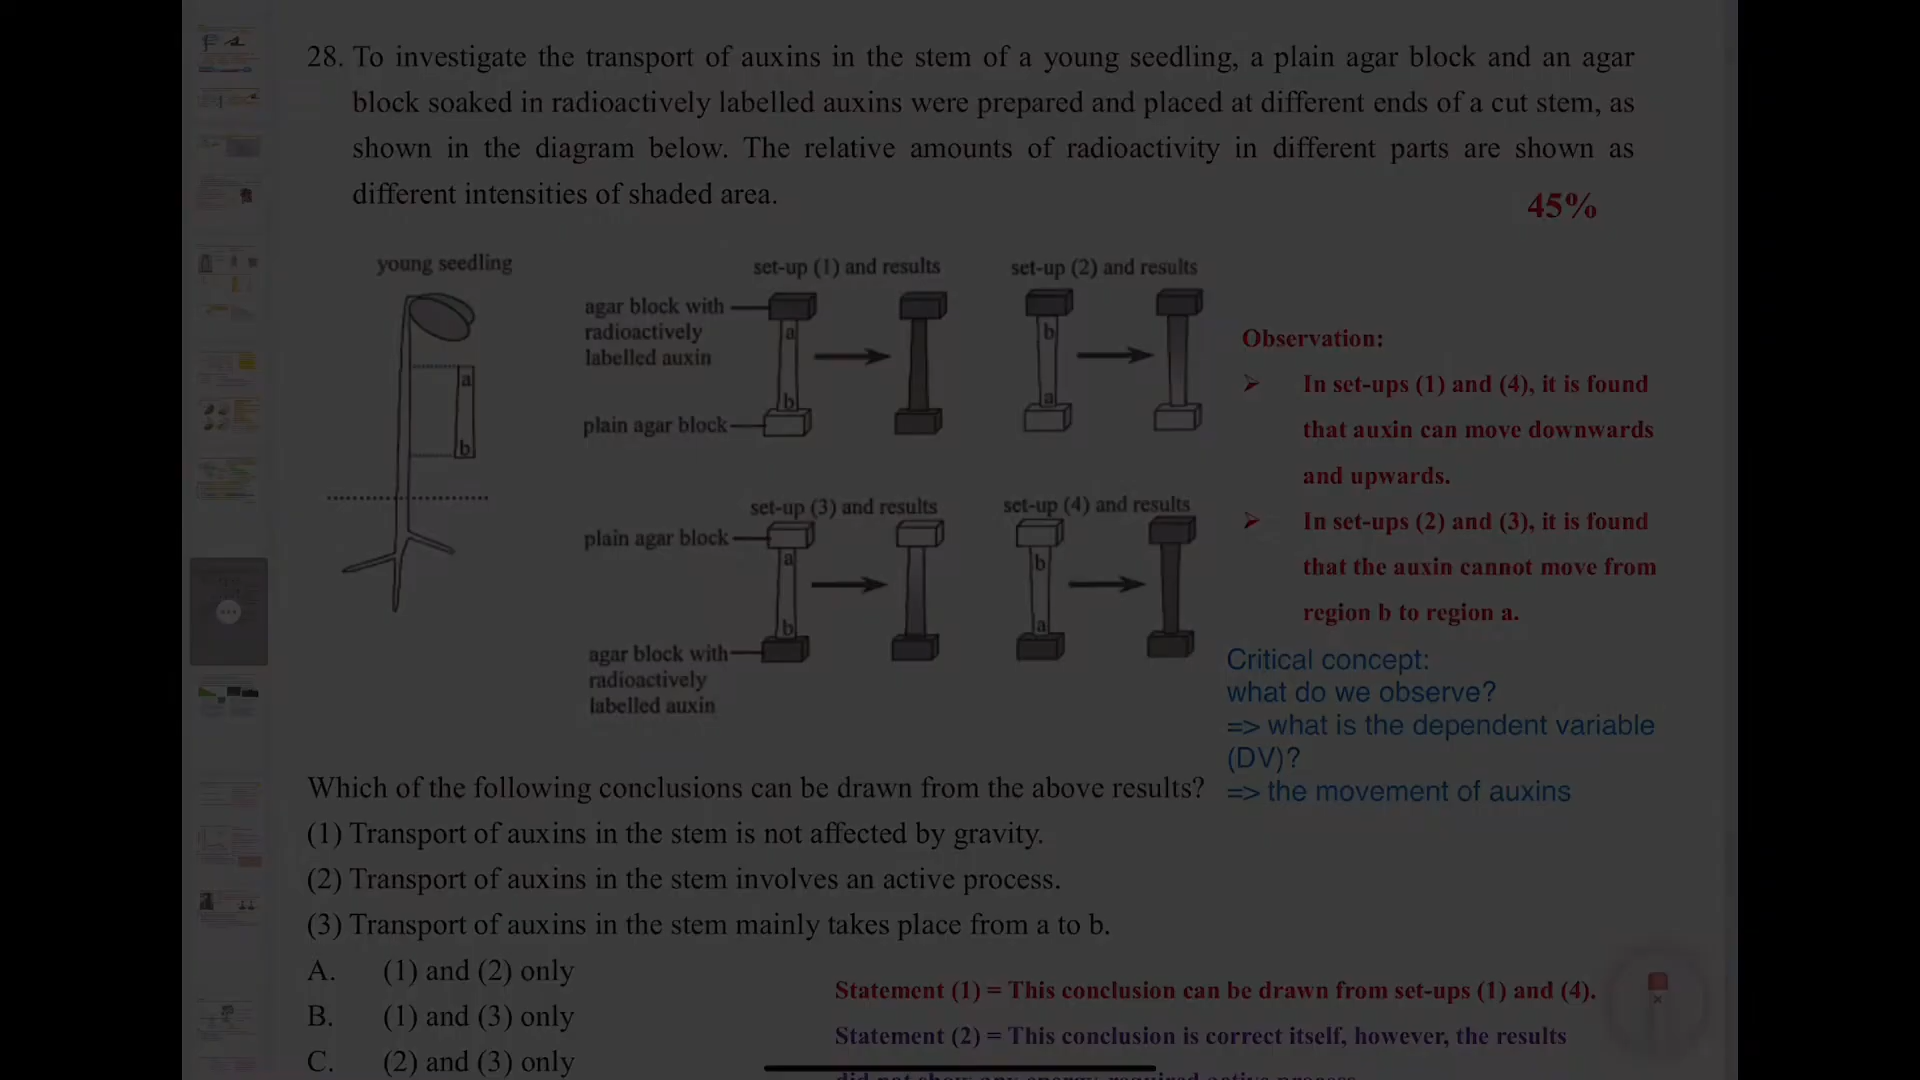 28. To investigate the transport of auxins in the stem of a young seedling, a plain agar block and an agar
block soaked in radioactively labelled auxins were prepared and placed at different ends of a cut stem, as
shown in the diagram below. The relative amounts of radioactivity in different parts are shown as
different intensities of shaded area.
45%
young seedling
a
b
set-up (1) and results
agar block with
radioactively
labelled auxin
a
b
plain agar block
set-up (2) and results
b
a
set-up (3) and results
plain agar block
a
b
agar block with
radioactively
labelled auxin
set-up (4) and results
b
a
Observation:
➢ In set-ups (1) and (4), it is found
that auxin can move downwards
and upwards.
➢ In set-ups (2) and (3), it is found
that the auxin cannot move from
region b to region a.
Critical concept:
what do we observe?
=> what is the dependent variable
(DV)?
=> the movement of auxins
Which of the following conclusions can be drawn from the above results?
(1) Transport of auxins in the stem is not affected by gravity.
(2) Transport of auxins in the stem involves an active process.
(3) Transport of auxins in the stem mainly takes place from a to b.
A. (1) and (2) only
B. (1) and (3) only
C. (2) and (3) only
Statement (1) = This conclusion can be drawn from set-ups (1) and (4).
Statement (2) = This conclusion is correct itself, however, the results